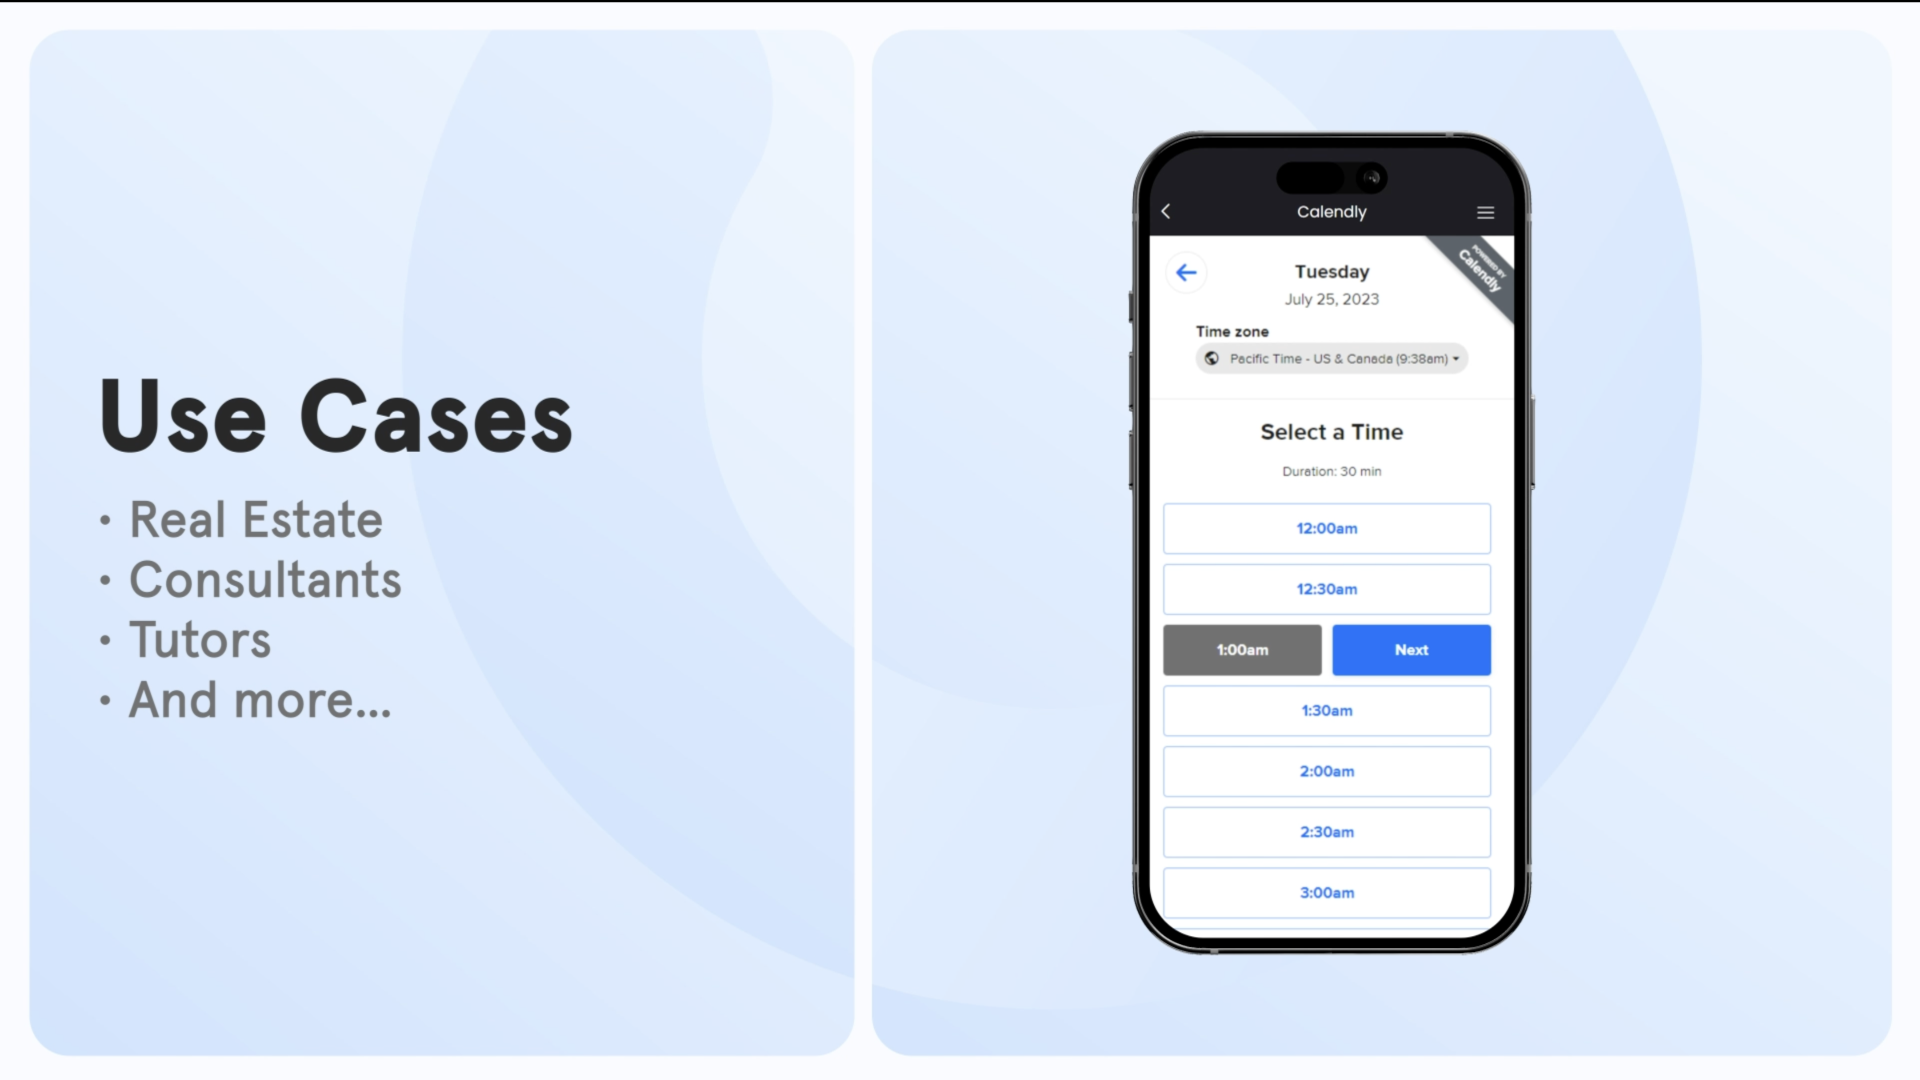 Use Cases
• Real Estate
• Consultants
• Tutors
• And more...
Calendly
POWERED BY
Calendly
Tuesday
July 25, 2023
Time zone
Pacific Time - US & Canada (9:38am)
Select a Time
Duration: 30 min
12:00am
12:30am
1:00am Next
1:30am
2:00am
2:30am
3:00am